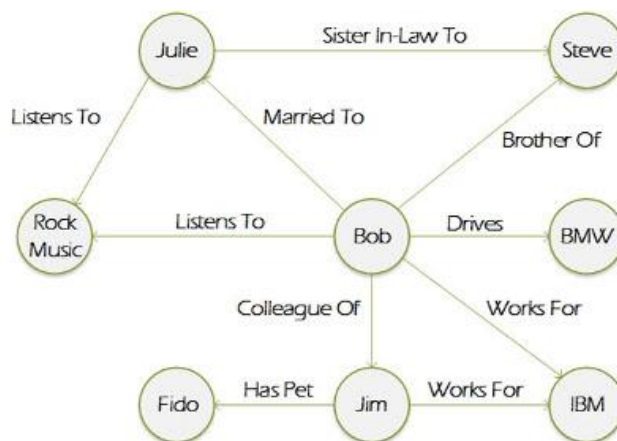 Sister In-Law To
Julie
Steve
Listens To
Married To
Brother Of
Rock
Music
Listens To
Bob
Drives
BMW
Colleague Of
Works For
Fido
Has Pet
Jim
Works For
IBM